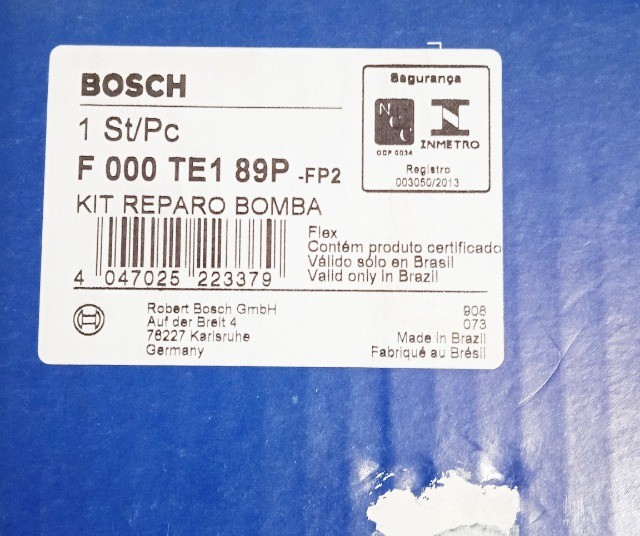 BOSCH
1 St/Pc
F 000 TE1 89P -FP2
KIT REPARO BOMBA
4 047025 223379
Segurança
NCC
OCP 0034
INMETRO
Registro
003050/2013
Flex
Contém produto certificado
Válido sólo en Brasil
Valid only in Brazil
Robert Bosch GmbH
Auf der Breit 4
76227 Karlsruhe
Germany
908
073
Made in Brazil
Fabriqué au Brésil